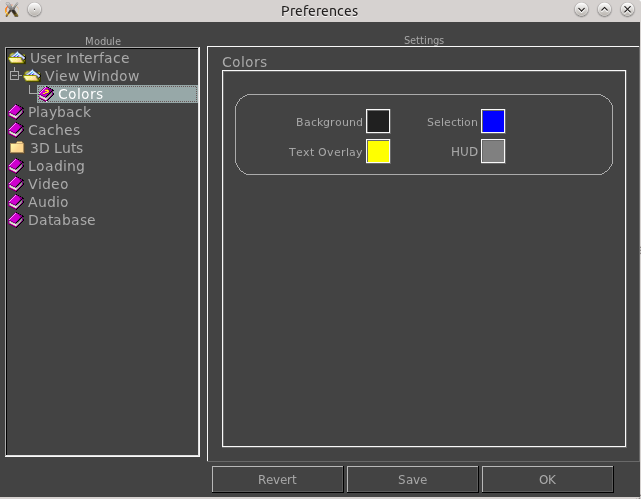 Preferences
Module
User Interface
View Window
Colors
Playback
Caches
3D Luts
Loading
Video
Audio
Database
Settings
Colors
Background
Selection
Text Overlay
HUD
Revert
Save
OK